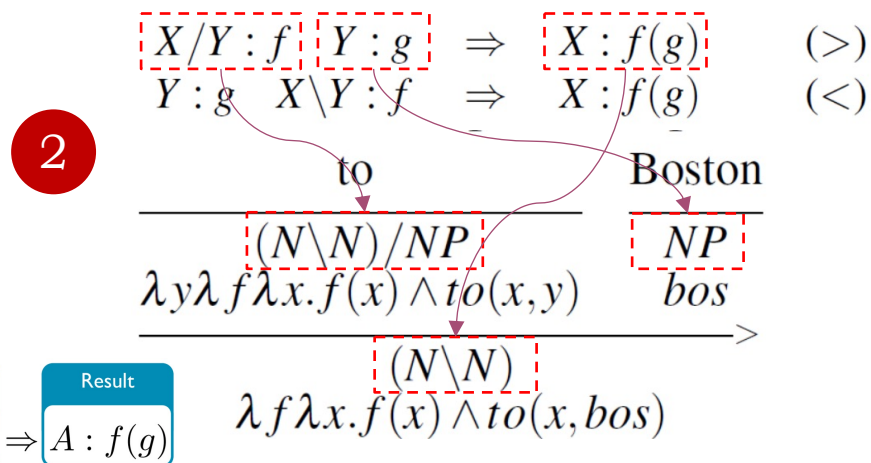 X/Y : f   Y : g   ⇒   X : f(g)   (>)
Y : g   X\Y : f   ⇒   X : f(g)   (<)
2
to   Boston
(N\N)/NP   NP
λyλfλx.f(x)∧to(x,y)   bos
>
(N\N)
λfλx.f(x)∧to(x,bos)
Result
⇒ A : f(g)